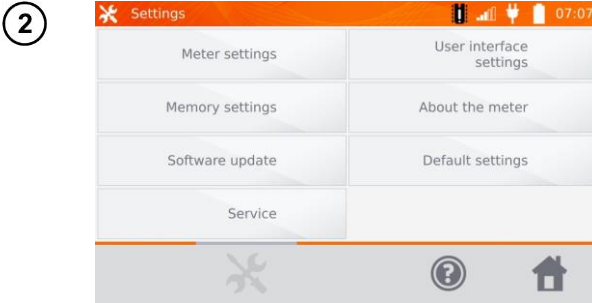 2
Settings
07:07
Meter settings
User interface
settings
Memory settings
About the meter
Software update
Default settings
Service
?